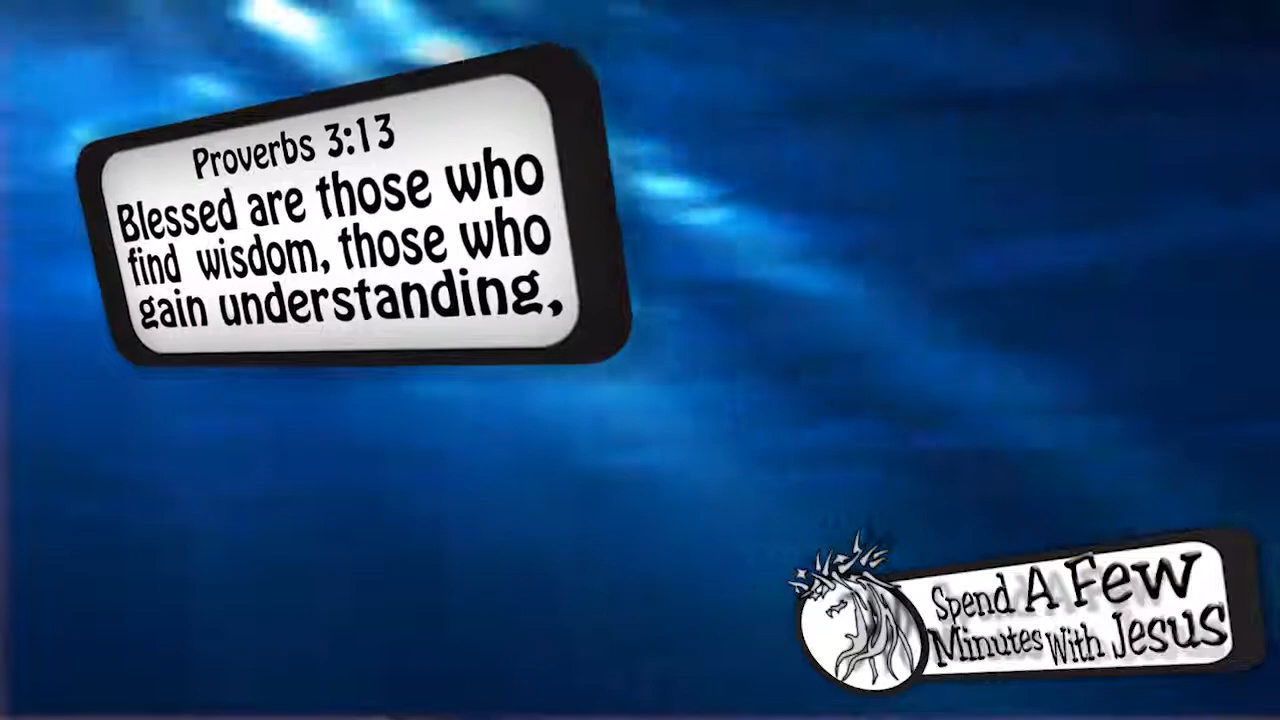 Proverbs 3:13
Blessed are those who
find wisdom, those who
gain understanding,
Spend A Few
Minutes With Jesus